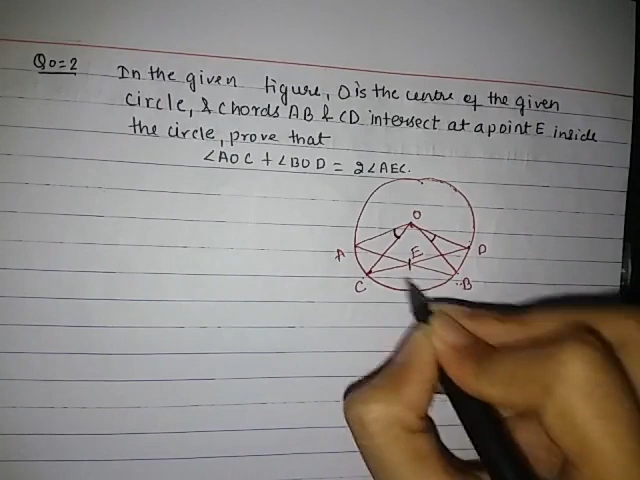 Qo=2
In the given figure, O is the centre of the given
circle, & chords AB & CD intersect at a point E inside
the circle, prove that
∠AOC + ∠BOD = 2∠AEC.
O
A
E
D
C
B